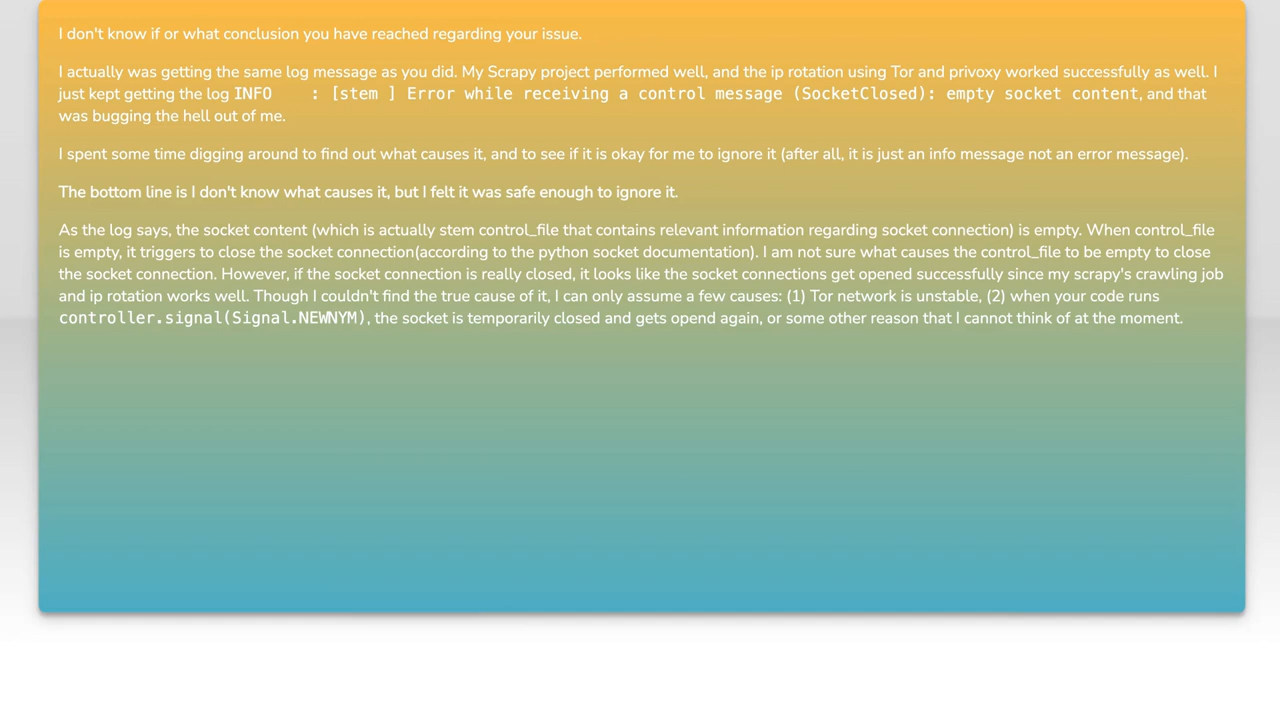 I don't know if or what conclusion you have reached regarding your issue.
I actually was getting the same log message as you did. My Scrapy project performed well, and the ip rotation using Tor and privoxy worked successfully as well. I
just kept getting the log INFO    : [stem ] Error while receiving a control message (SocketClosed): empty socket content, and that
was bugging the hell out of me.
I spent some time digging around to find out what causes it, and to see if it is okay for me to ignore it (after all, it is just an info message not an error message).
The bottom line is I don't know what causes it, but I felt it was safe enough to ignore it.
As the log says, the socket content (which is actually stem control_file that contains relevant information regarding socket connection) is empty. When control_file
is empty, it triggers to close the socket connection(according to the python socket documentation). I am not sure what causes the control_file to be empty to close
the socket connection. However, if the socket connection is really closed, it looks like the socket connections get opened successfully since my scrapy's crawling job
and ip rotation works well. Though I couldn't find the true cause of it, I can only assume a few causes: (1) Tor network is unstable, (2) when your code runs
controller.signal(Signal.NEWNYM), the socket is temporarily closed and gets opend again, or some other reason that I cannot think of at the moment.